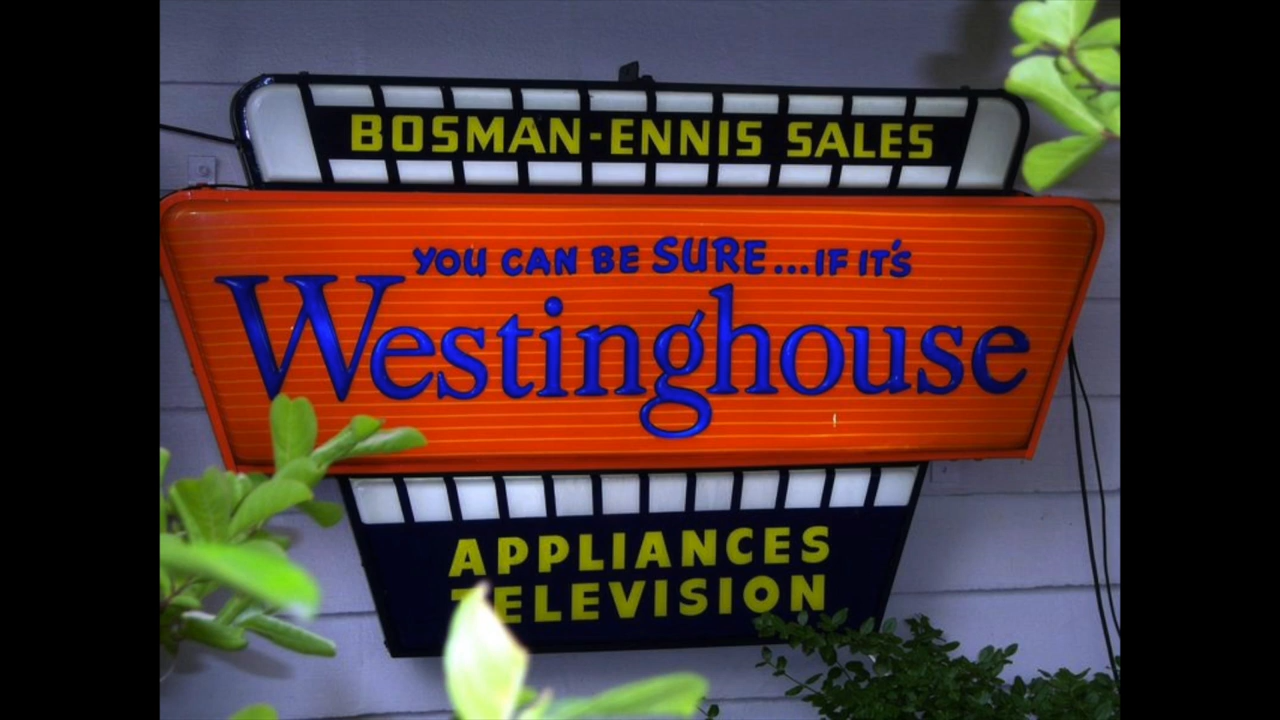 BOSMAN-ENNIS SALES
YOU CAN BE SURE...IF IT'S
Westinghouse
APPLIANCES
TELEVISION